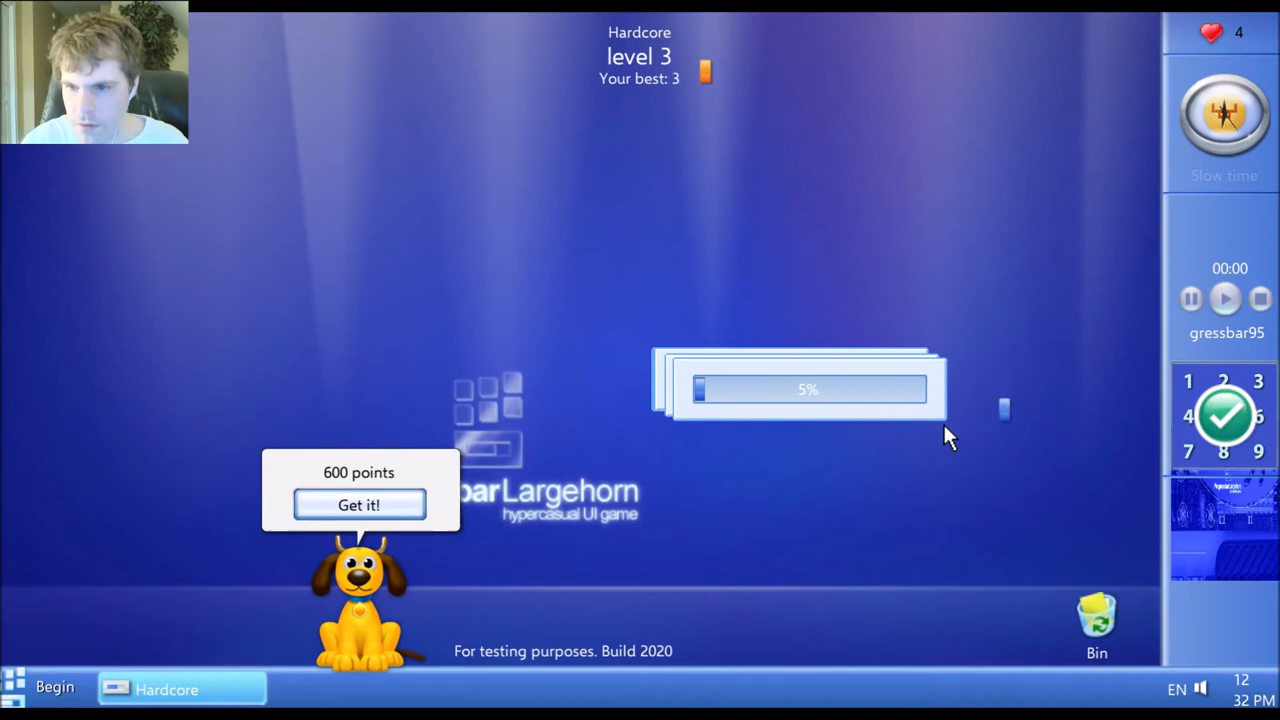 Hardcore
level 3
Your best: 3
4
Slow time
00:00
gressbar95
1 2 3
4 6
7 8 9
5%
600 points
Get it!
barLargehorn
hypercasual UI game
For testing purposes. Build 2020
Bin
Begin
Hardcore
EN
12
32 PM